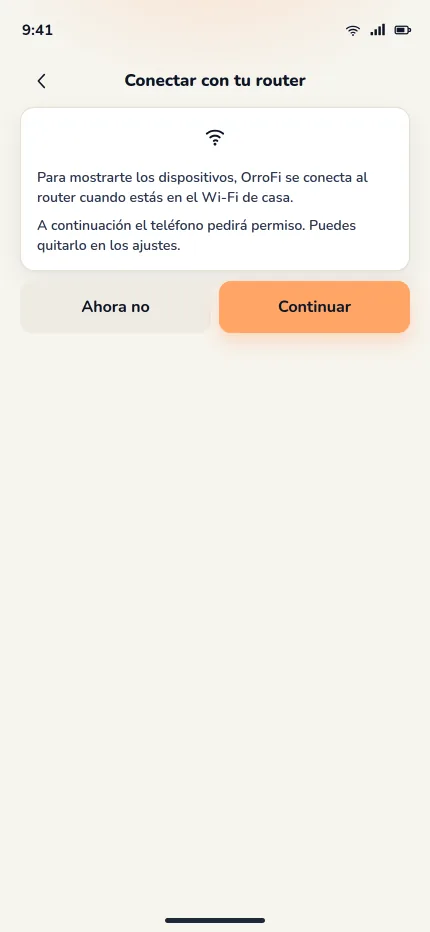 9:41
Conectar con tu router
Para mostrarte los dispositivos, OrroFi se conecta al
router cuando estás en el Wi-Fi de casa.
A continuación el teléfono pedirá permiso. Puedes
quitarlo en los ajustes.
Ahora no
Continuar